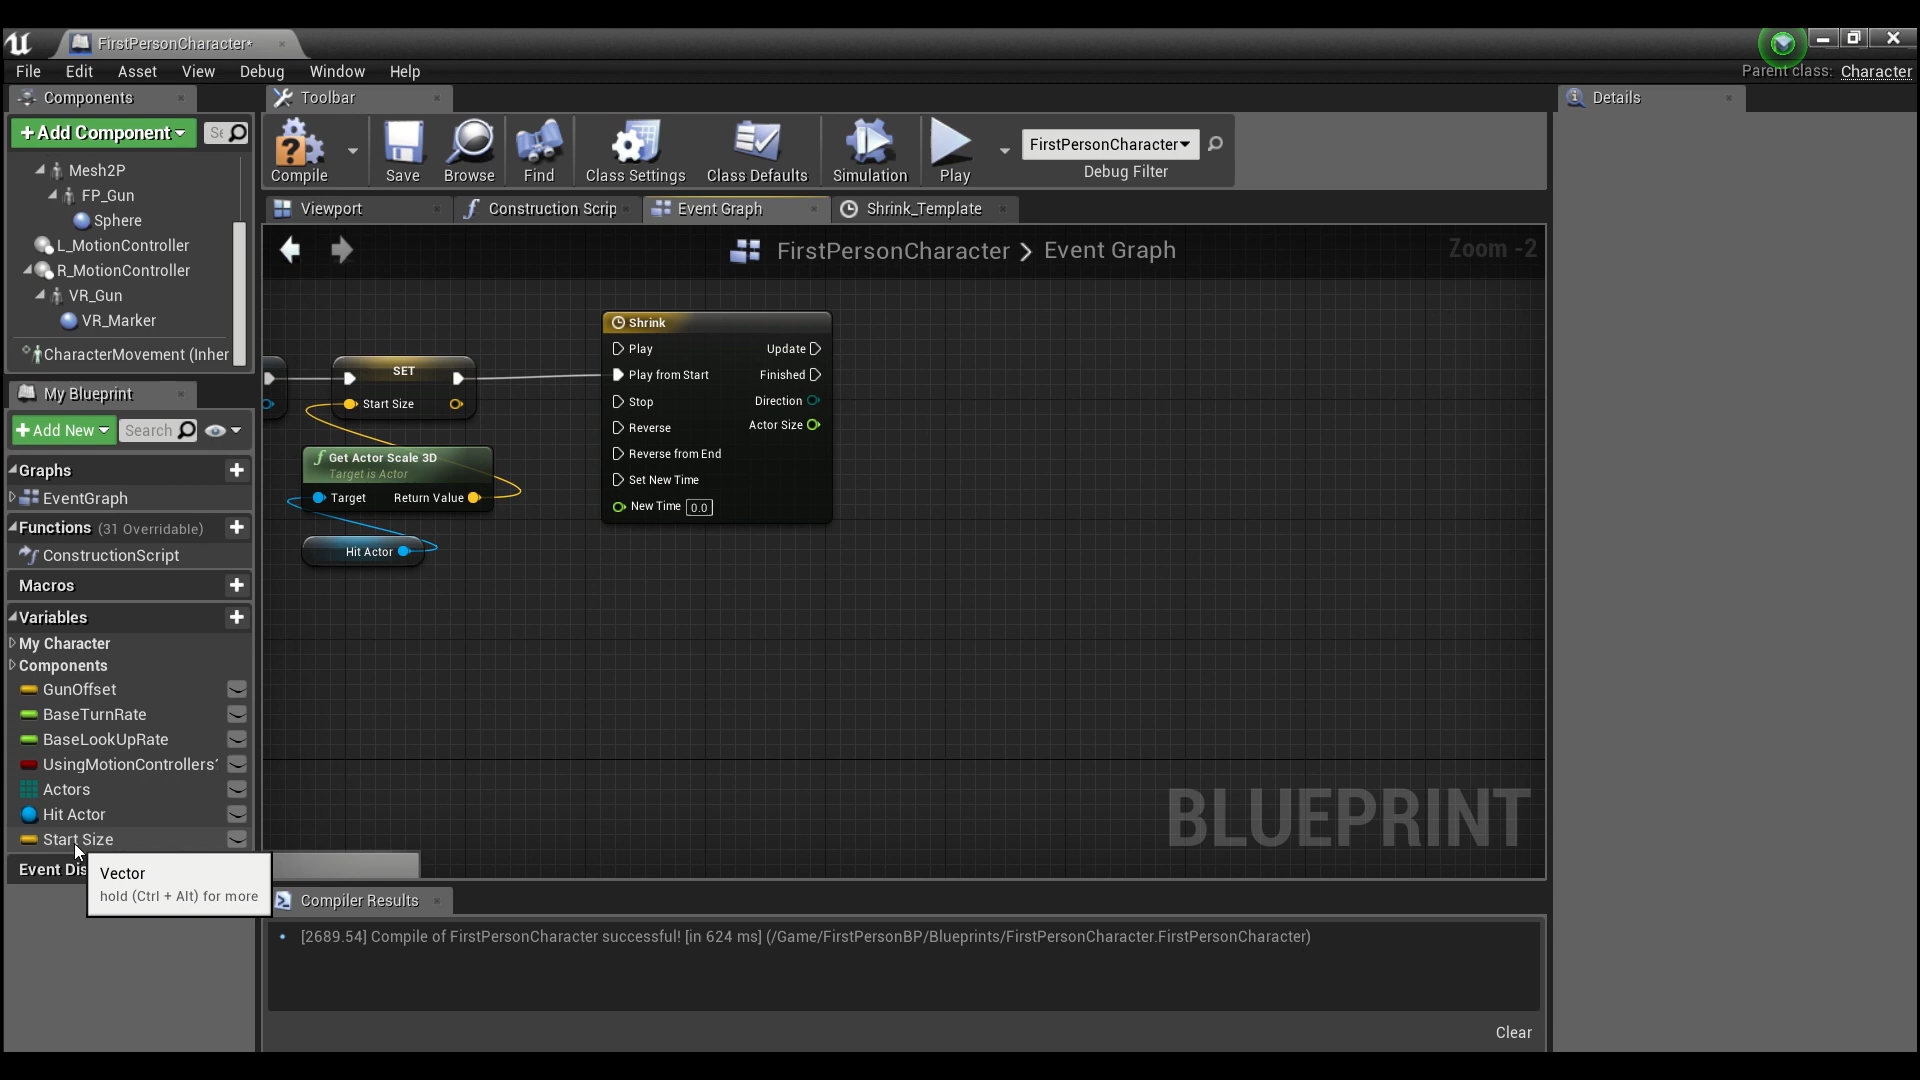 FirstPersonCharacter*
File Edit Asset View Debug Window Help
Parent class: Character
Components
Toolbar
Details
+Add Component
Se
Mesh2P
FP_Gun
Sphere
L_MotionController
R_MotionController
VR_Gun
VR_Marker
CharacterMovement (Inher
Compile
Save
Browse
Find
Class Settings
Class Defaults
Simulation
Play
FirstPersonCharacter
Debug Filter
Viewport
Construction Scrip
Event Graph
Shrink_Template
FirstPersonCharacter > Event Graph
Zoom -2
My Blueprint
+Add New
Search
Graphs
EventGraph
Functions (31 Overridable)
ConstructionScript
Macros
Variables
My Character
Components
GunOffset
BaseTurnRate
BaseLookUpRate
UsingMotionControllers?
Actors
Hit Actor
Start Size
Event Dis
Vector
hold (Ctrl + Alt) for more
SET
Start Size
Get Actor Scale 3D
Target is Actor
Target Return Value
Hit Actor
Shrink
Play Update
Play from Start Finished
Stop Direction
Reverse Actor Size
Reverse from End
Set New Time
New Time 0.0
BLUEPRINT
Compiler Results
[2689.54] Compile of FirstPersonCharacter successful! [in 624 ms] (/Game/FirstPersonBP/Blueprints/FirstPersonCharacter.FirstPersonCharacter)
Clear